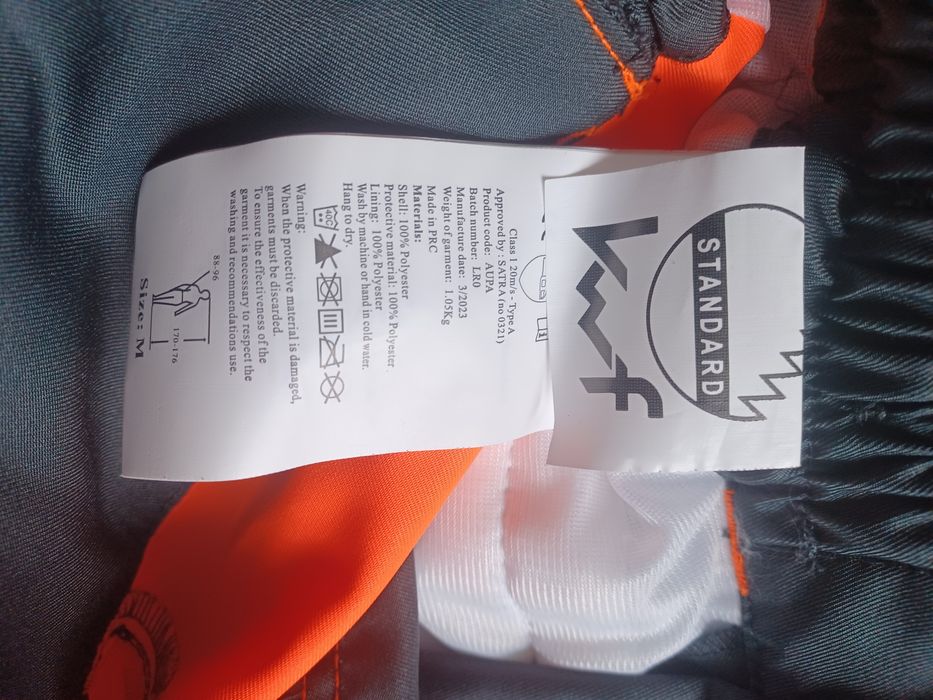 STANDARD
Class 1 20m/s - Type A
Approved by : SATRA (no 0321)
Product code: AUPA
Batch number: LR0
Manufacture date: 3/2023
Weight of garment: 1.05Kg
Made in PRC
Materials:
Shell: 100% Polyester
Protective material: 100% Polyester
Lining: 100% Polyester
Wash by machine or hand in cold water.
Hang to dry.
40C
Warning:
When the protective material is damaged,
garments must be discarded.
To ensure the effectiveness of the
garment it is necessary to respect the
washing and recommendations use.
88-96
170-176
Size: M